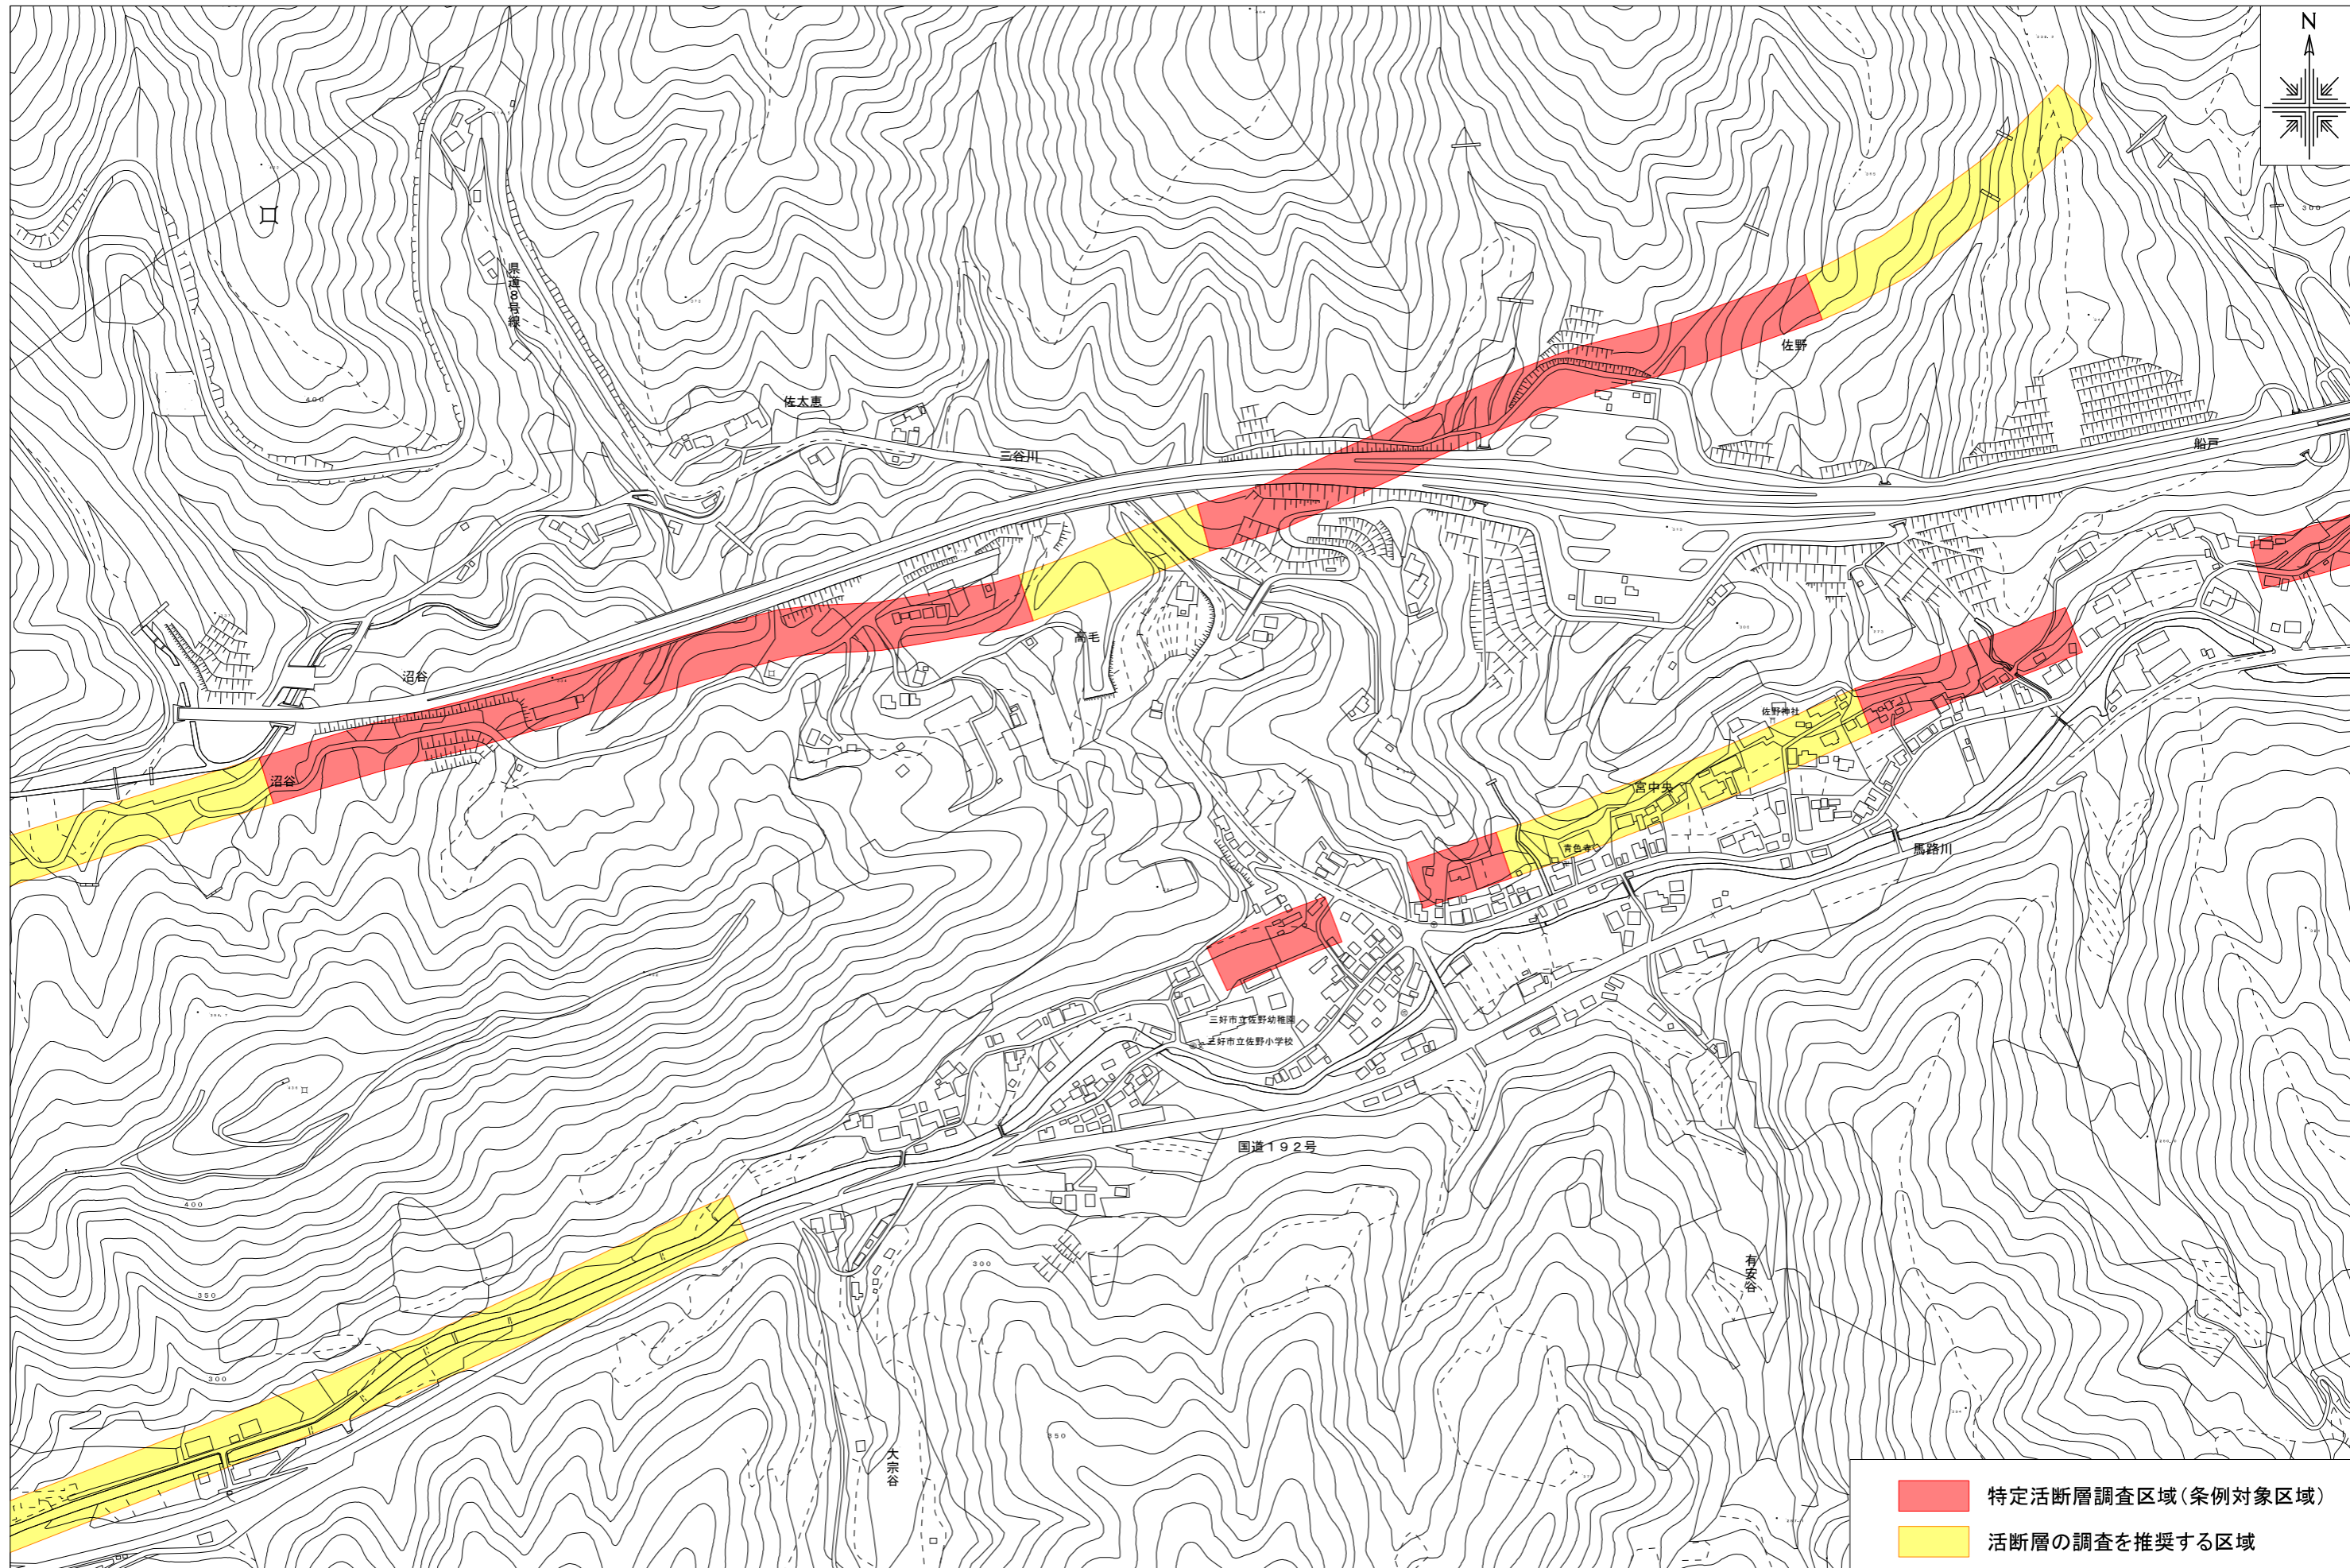 N
300
県道8号線
400
佐野
佐太恵
三谷川
船戸
高毛
沼谷
佐野神社
沼谷
宮中央
青色寺
馬路川
三好市立佐野幼稚園
三好市立佐野小学校
国道192号
400
300
有安谷
350
300
350
大宗谷
特定活断層調査区域（条例対象区域）
活断層の調査を推奨する区域